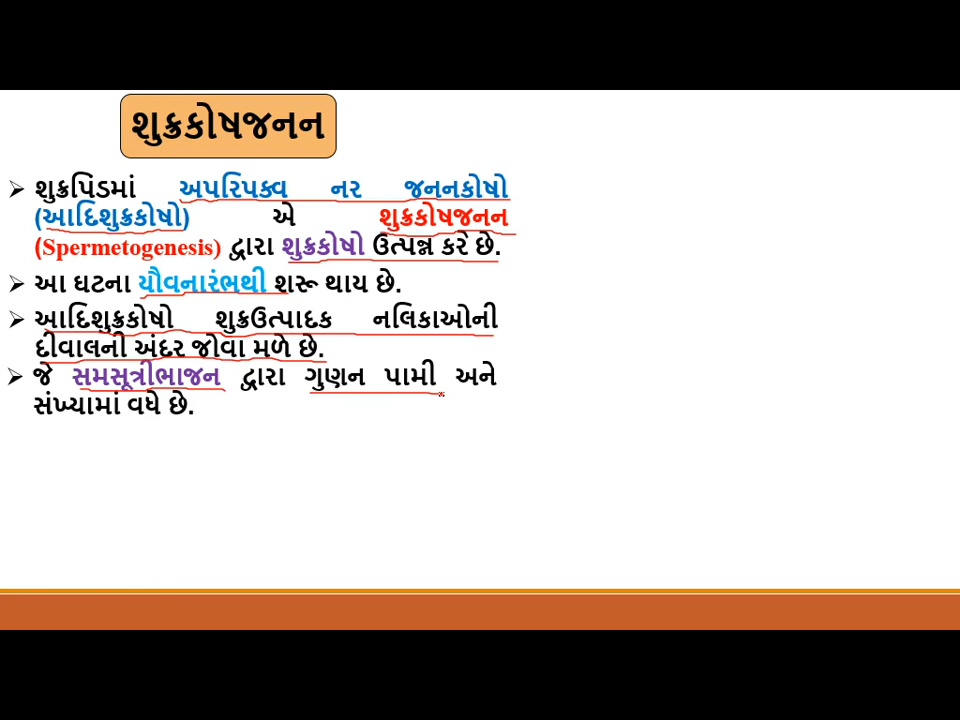 શુક્રકોષજનન
➢ શુક્રપિંડમાં અપરિપક્વ નર જનનકોષો
(આદિશુક્રકોષો) એ શુક્રકોષજનન
(Spermetogenesis) દ્વારા શુક્રકોષો ઉત્પન્ન કરે છે.
➢ આ ઘટના યૌવનારંભથી શરૂ થાય છે.
➢ આદિશુક્રકોષો શુક્રઉત્પાદક નલિકાઓની
દીવાલની અંદર જોવા મળે છે.
➢ જે સમસૂત્રીભાજન દ્વારા ગુણન પામી અને
સંખ્યામાં વધે છે.